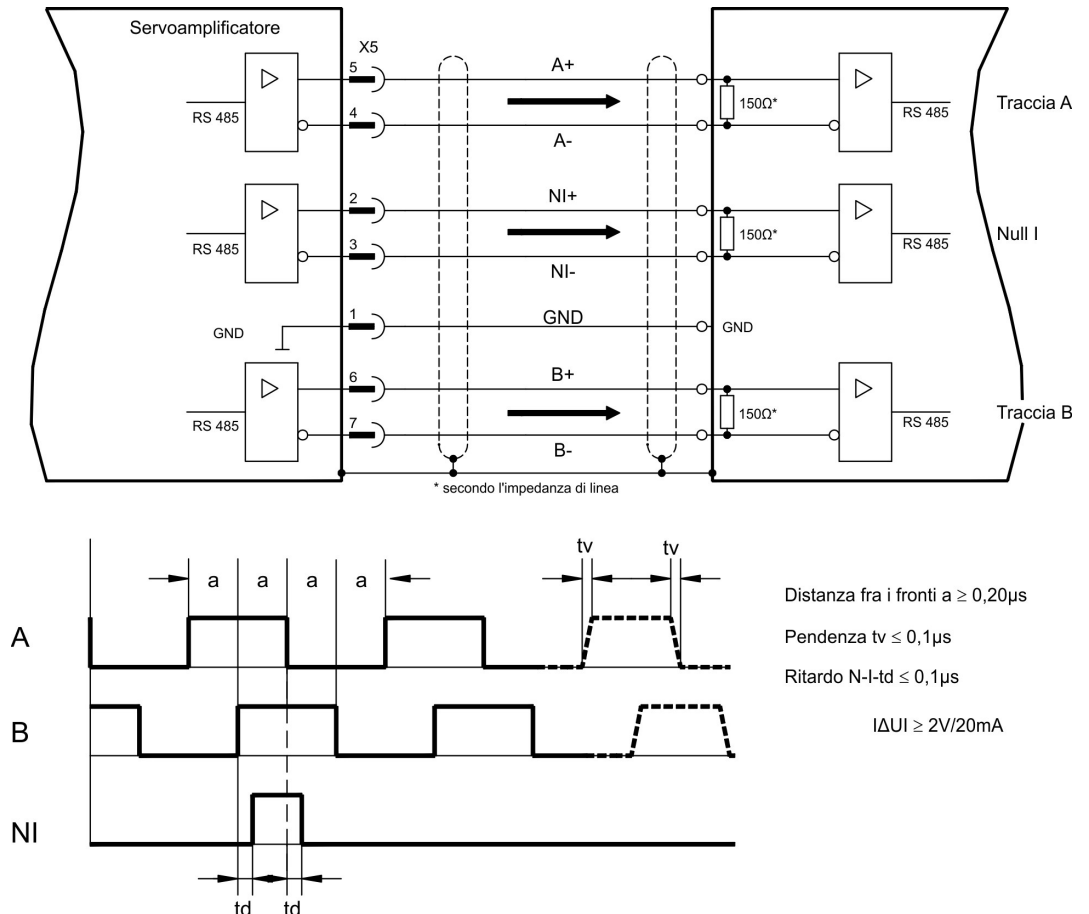 Servoamplificatore
X5
5
A+
RS 485
150Ω*
RS 485
Traccia A
4
A-
2
NI+
RS 485
150Ω*
RS 485
Null I
3
NI-
GND
1
GND
GND
6
B+
RS 485
150Ω*
RS 485
Traccia B
7
B-
* secondo l'impedanza di linea
tv
tv
a
a
a
a
A
B
NI
td
td
Distanza fra i fronti a ≥ 0,20µs
Pendenza tv ≤ 0,1µs
Ritardo N-I-td ≤ 0,1µs
IΔUI ≥ 2V/20mA